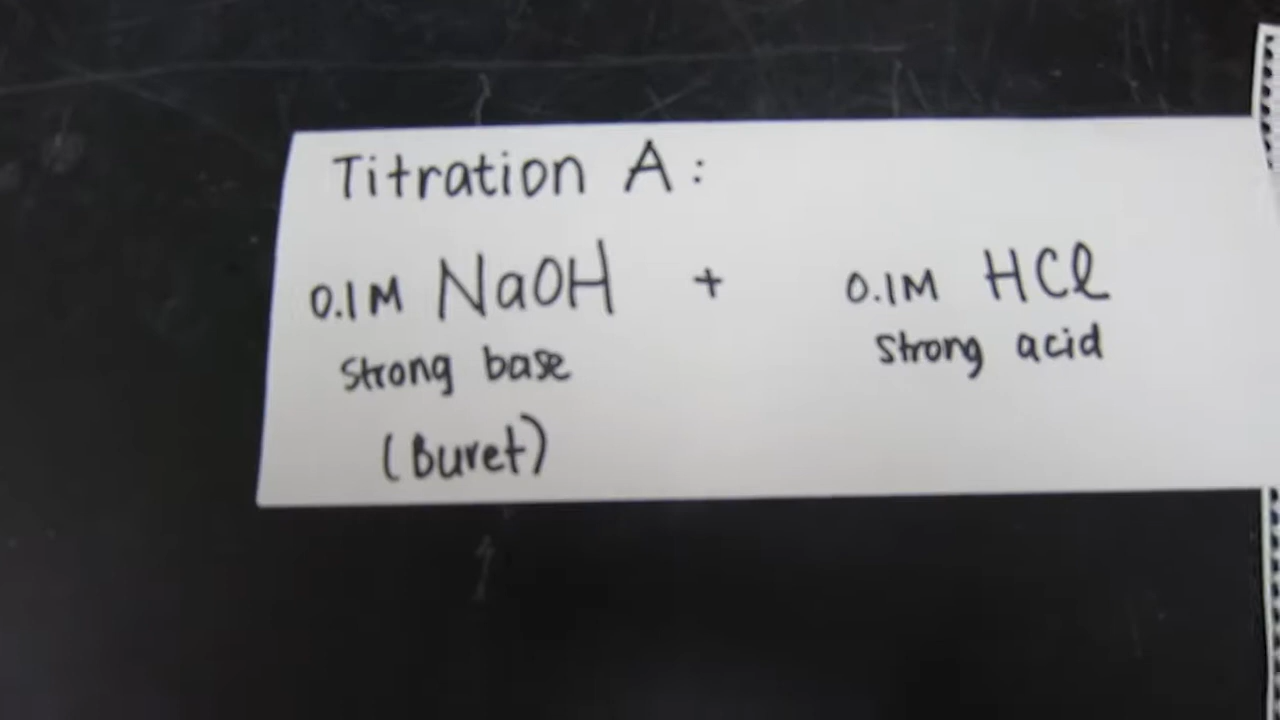 Titration A:
0.1M NaOH + 0.1M HCl
Strong base Strong acid
(Buret)